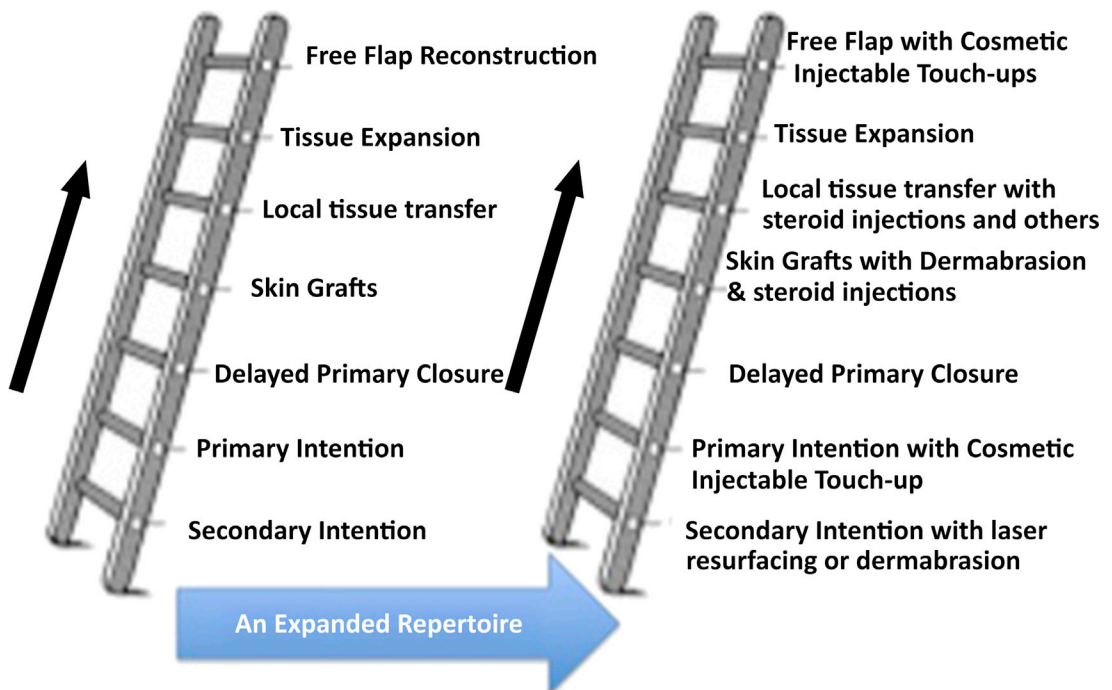 Free Flap Reconstruction
Tissue Expansion
Local tissue transfer
Skin Grafts
Delayed Primary Closure
Primary Intention
Secondary Intention
Free Flap with Cosmetic
Injectable Touch-ups
Tissue Expansion
Local tissue transfer with
steroid injections and others
Skin Grafts with Dermabrasion
& steroid injections
Delayed Primary Closure
Primary Intention with Cosmetic
Injectable Touch-up
Secondary Intention with laser
resurfacing or dermabrasion
An Expanded Repertoire